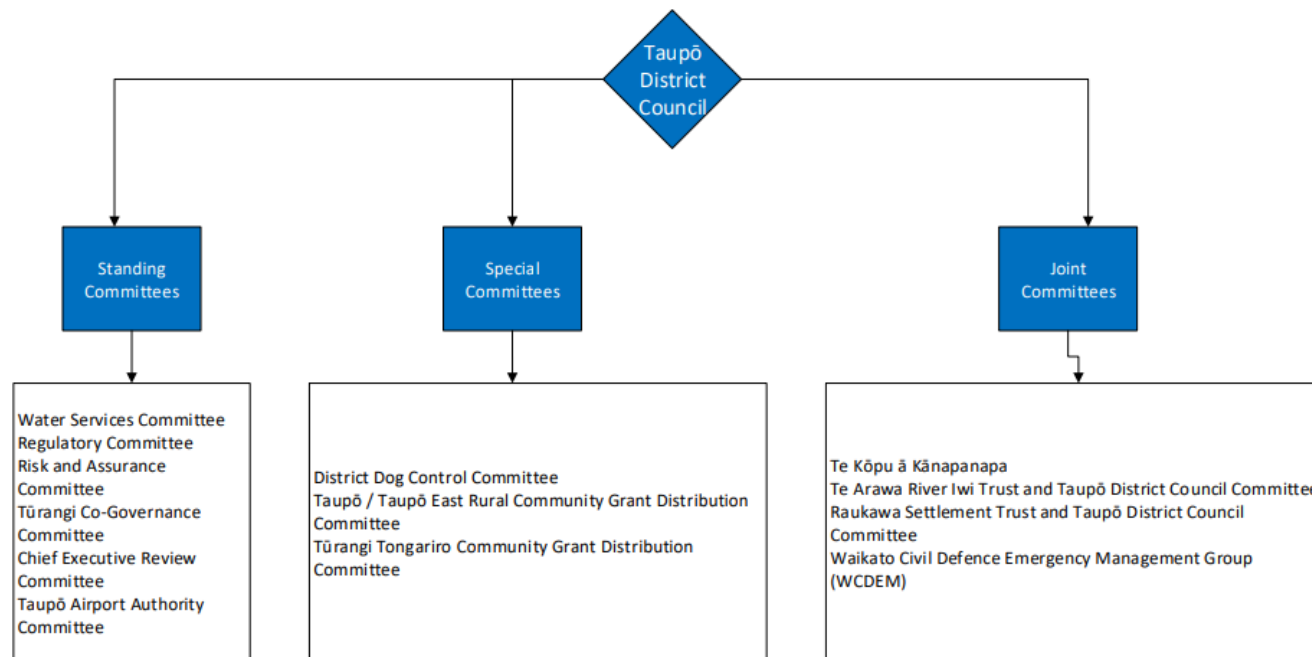 Taupō
District
Council
Standing
Committees
Special
Committees
Joint
Committees
Water Services Committee
Regulatory Committee
Risk and Assurance
Committee
Tūrangi Co-Governance
Committee
Chief Executive Review
Committee
Taupō Airport Authority
Committee
District Dog Control Committee
Taupō / Taupō East Rural Community Grant Distribution
Committee
Tūrangi Tongariro Community Grant Distribution
Committee
Te Kōpu ā Kānapanapa
Te Arawa River Iwi Trust and Taupō District Council Committee
Raukawa Settlement Trust and Taupō District Council
Committee
Waikato Civil Defence Emergency Management Group
(WCDEM)